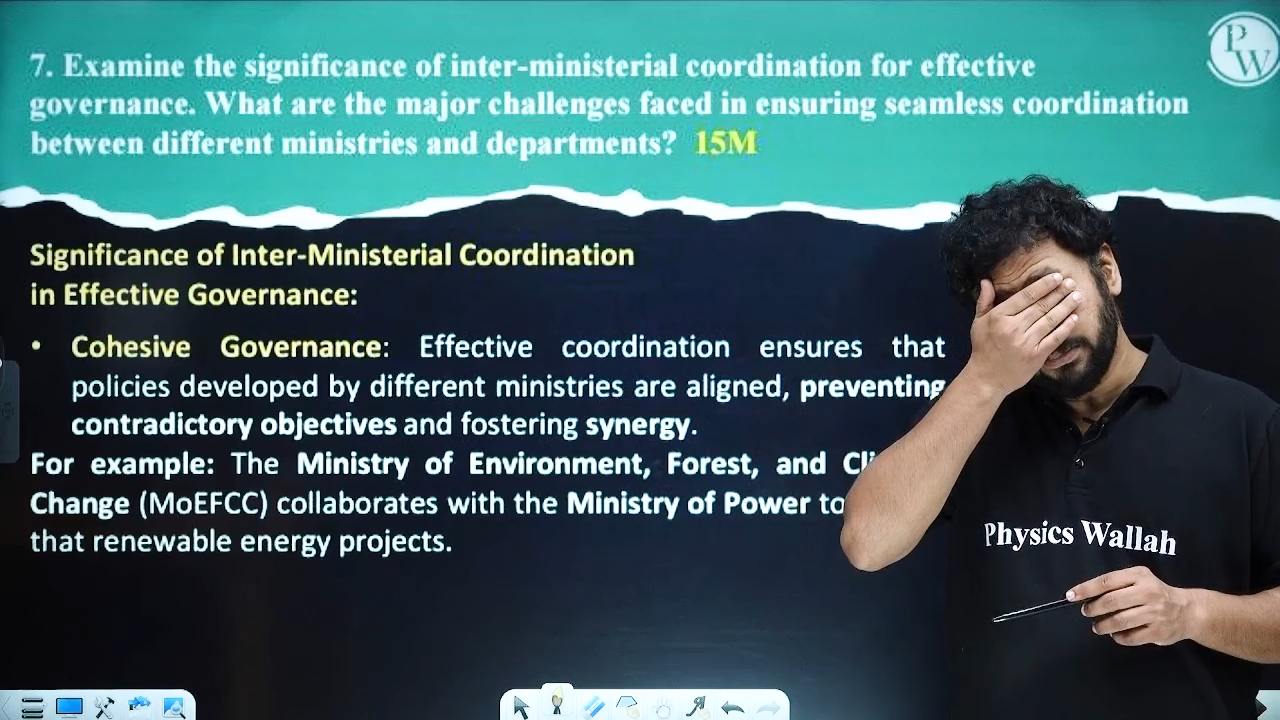 7. Examine the significance of inter-ministerial coordination for effective
governance. What are the major challenges faced in ensuring seamless coordination
between different ministries and departments? 15M
PW
Significance of Inter-Ministerial Coordination
in Effective Governance:
• Cohesive Governance: Effective coordination ensures that
policies developed by different ministries are aligned, preventing
contradictory objectives and fostering synergy.
For example: The Ministry of Environment, Forest, and
Change (MoEFCC) collaborates with the Ministry of Power to
that renewable energy projects.
Physics Wallah